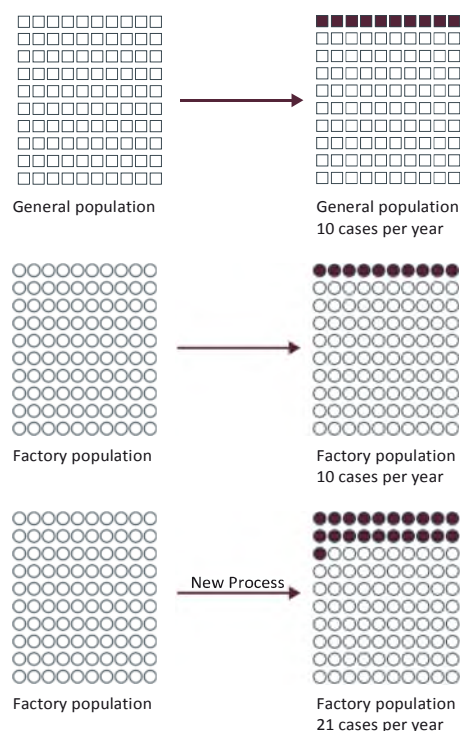 General population
General population
10 cases per year
Factory population
Factory population
10 cases per year
New Process
Factory population
Factory population
21 cases per year